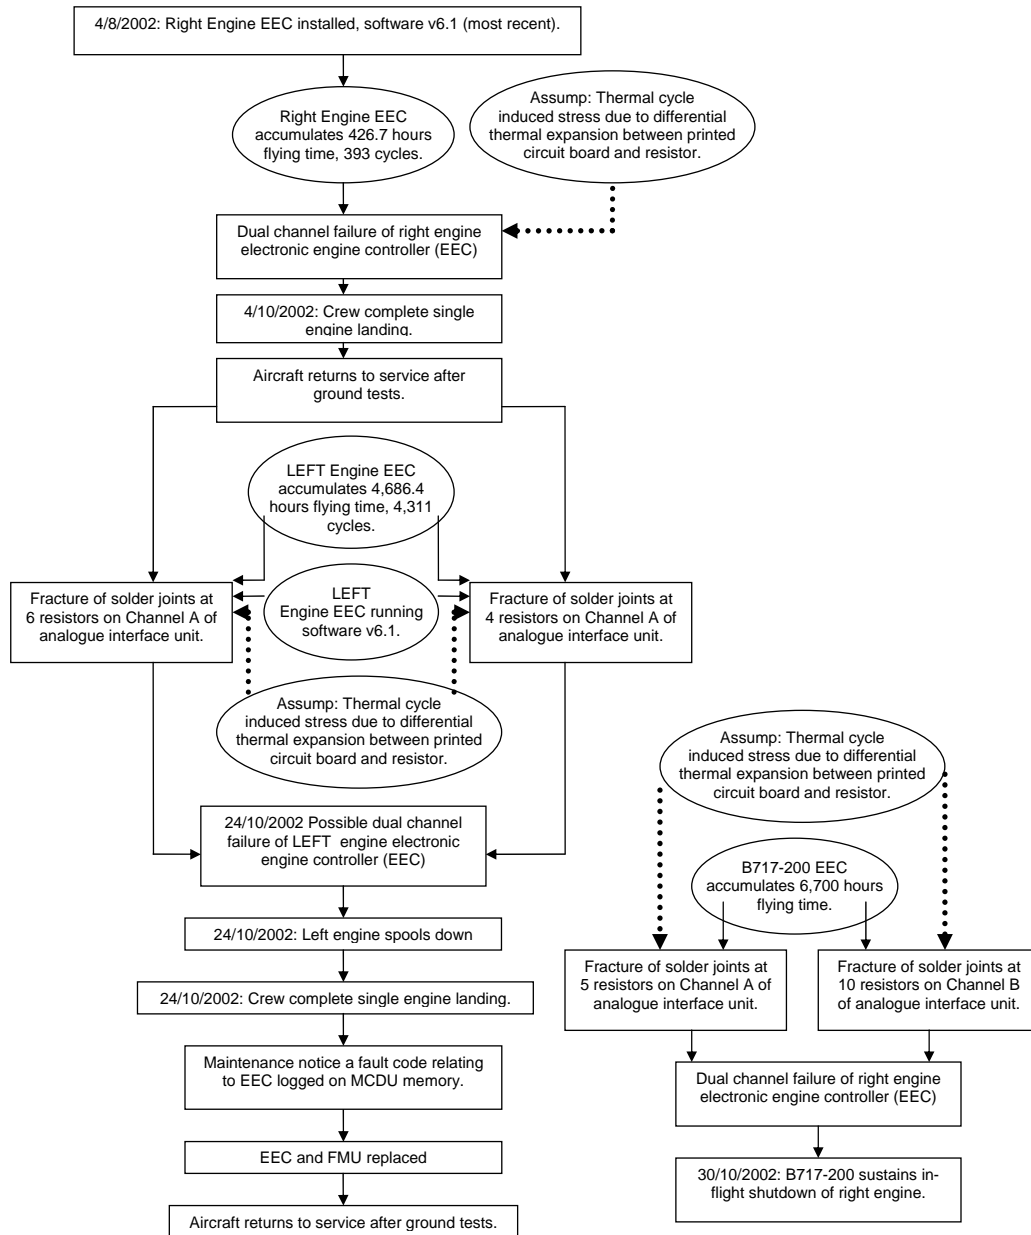 4/8/2002: Right Engine EEC installed, software v6.1 (most recent).
Right Engine EEC
accumulates 426.7 hours
flying time, 393 cycles.
Assump: Thermal cycle
induced stress due to differential
thermal expansion between printed
circuit board and resistor.
Dual channel failure of right engine
electronic engine controller (EEC)
4/10/2002: Crew complete single
engine landing.
Aircraft returns to service after
ground tests.
LEFT Engine EEC
accumulates 4,686.4
hours flying time, 4,311
cycles.
Fracture of solder joints at
6 resistors on Channel A of
analogue interface unit.
LEFT
Engine EEC running
software v6.1.
Fracture of solder joints at
4 resistors on Channel A of
analogue interface unit.
Assump: Thermal cycle
induced stress due to differential
thermal expansion between printed
circuit board and resistor.
Assump: Thermal cycle
induced stress due to differential
thermal expansion between printed
circuit board and resistor.
24/10/2002 Possible dual channel
failure of LEFT engine electronic
engine controller (EEC)
B717-200 EEC
accumulates 6,700 hours
flying time.
24/10/2002: Left engine spools down
Fracture of solder joints at
5 resistors on Channel A of
analogue interface unit.
Fracture of solder joints at
10 resistors on Channel B
of analogue interface unit.
24/10/2002: Crew complete single engine landing.
Maintenance notice a fault code relating
to EEC logged on MCDU memory.
Dual channel failure of right engine
electronic engine controller (EEC)
EEC and FMU replaced
30/10/2002: B717-200 sustains in-
flight shutdown of right engine.
Aircraft returns to service after ground tests.